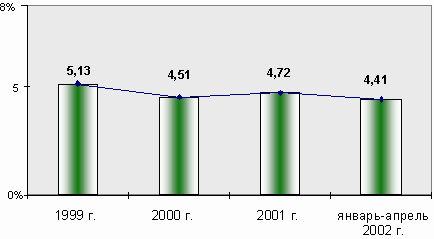 8%
5,13
4,51
4,72
4,41
5
0%
1999 г.
2000 г.
2001 г.
январь-апрель
2002 г.